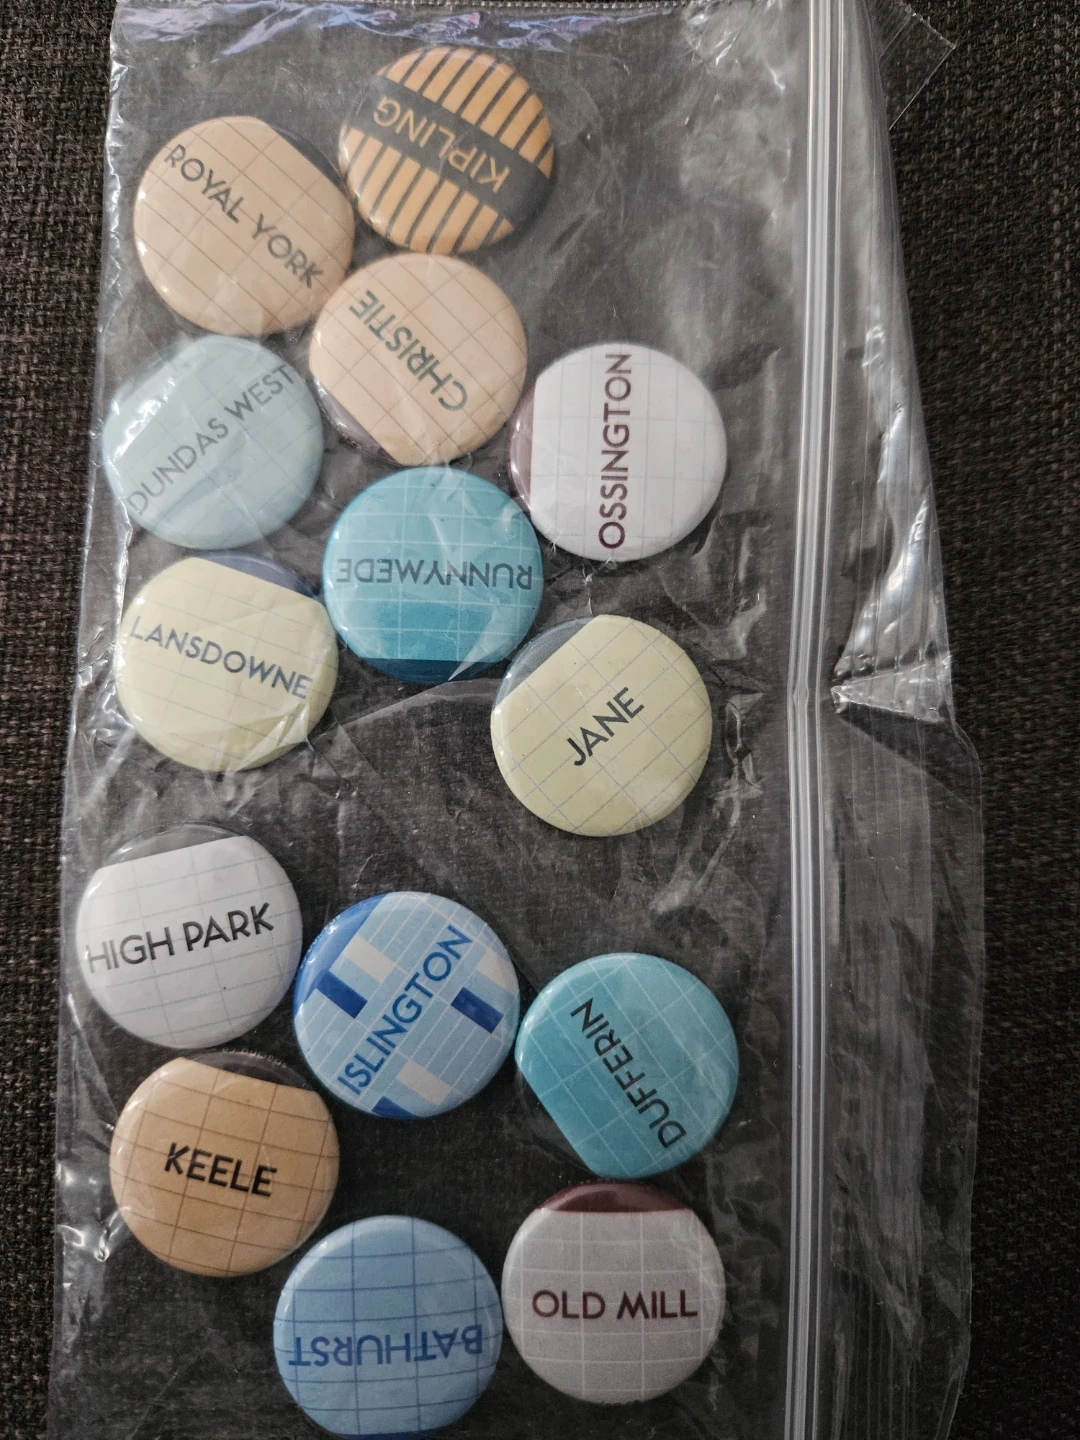 KIPLING
ROYAL YORK
CHRISTIE
DUNDAS WEST
OSSINGTON
RUNNYMEDE
LANSDOWNE
JANE
HIGH PARK
ISLINGTON
DUFFERIN
KEELE
OLD MILL
BATHURST